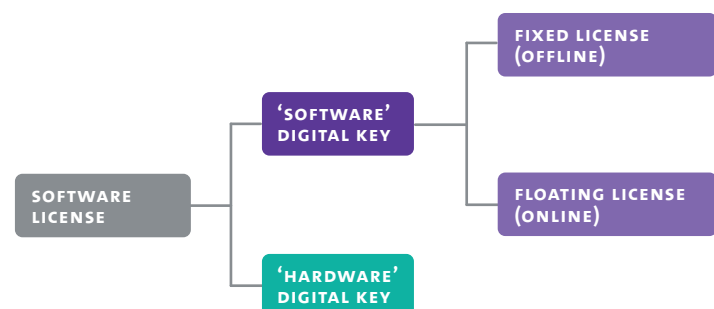 SOFTWARE
LICENSE
‘SOFTWARE’
DIGITAL KEY
‘HARDWARE’
DIGITAL KEY
FIXED LICENSE
(OFFLINE)
FLOATING LICENSE
(ONLINE)